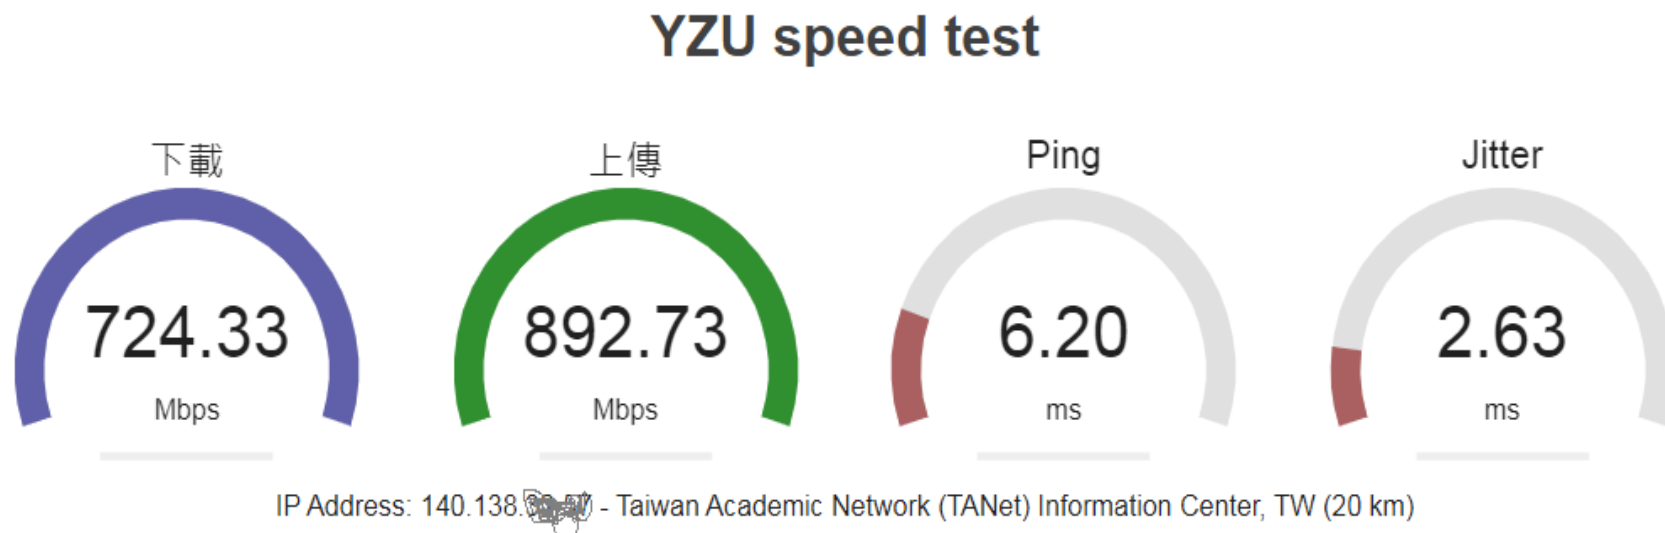 YZU speed test
下載
上傳
Ping
Jitter
724.33
892.73
6.20
2.63
Mbps
Mbps
ms
ms
IP Address: 140.138. - Taiwan Academic Network (TANet) Information Center, TW (20 km)